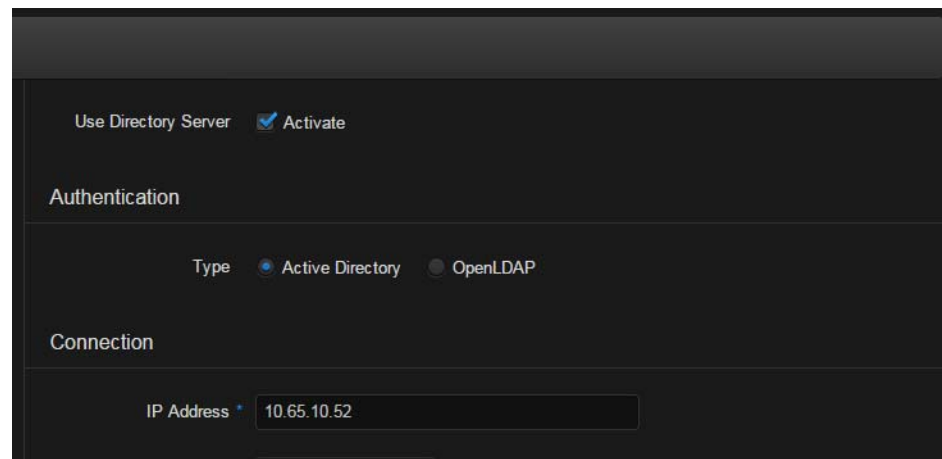 Use Directory Server Activate
Authentication
Type Active Directory OpenLDAP
Connection
IP Address * 10.65.10.52